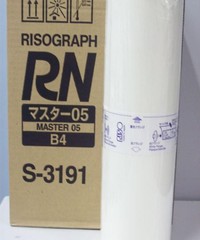 RISOGRAPH
RN
マスター05
MASTER 05
B4
S-3191